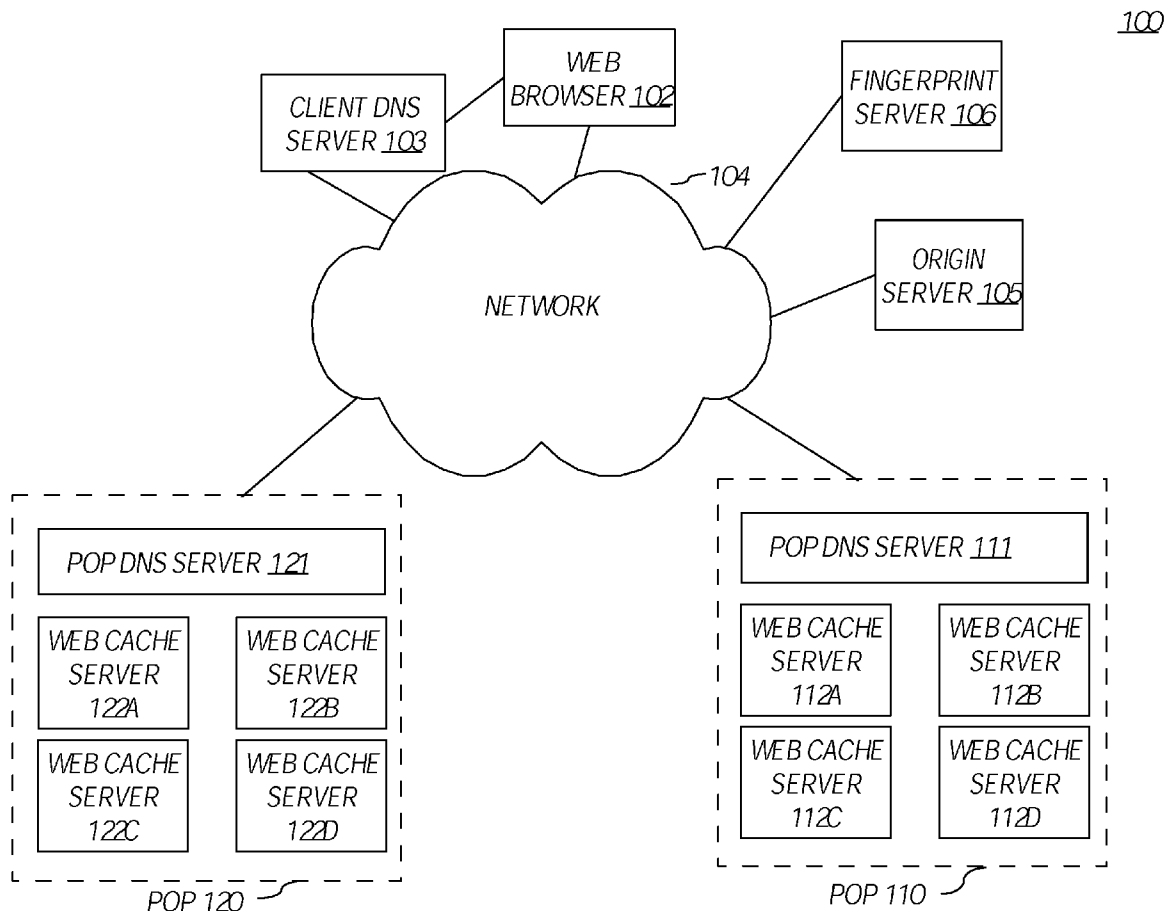 100
WEB
BROWSER 102
CLIENT DNS
SERVER 103
FINGERPRINT
SERVER 106
104
ORIGIN
SERVER 105
NETWORK
POP DNS SERVER 121
WEB CACHE
SERVER
122A
WEB CACHE
SERVER
122B
WEB CACHE
SERVER
122C
WEB CACHE
SERVER
122D
POP 120
POP DNS SERVER 111
WEB CACHE
SERVER
112A
WEB CACHE
SERVER
112B
WEB CACHE
SERVER
112C
WEB CACHE
SERVER
112D
POP 110